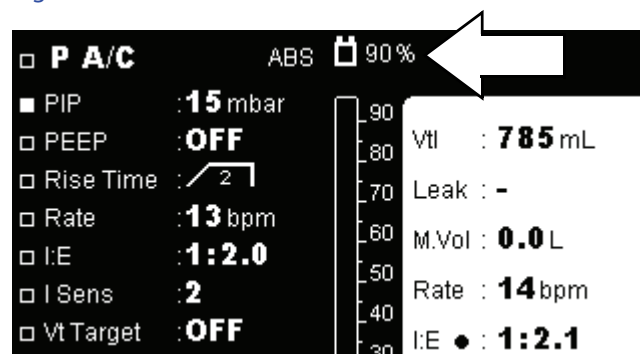 P A/C ABS 90%
PIP :15 mbar
PEEP :OFF
Rise Time : 2
Rate :13 bpm
I:E :1:2.0
I Sens :2
Vt Target :OFF
90
80
70
60
50
40
30
Vtl : 785 mL
Leak : -
M.Vol : 0.0 L
Rate : 14 bpm
I:E ● : 1:2.1